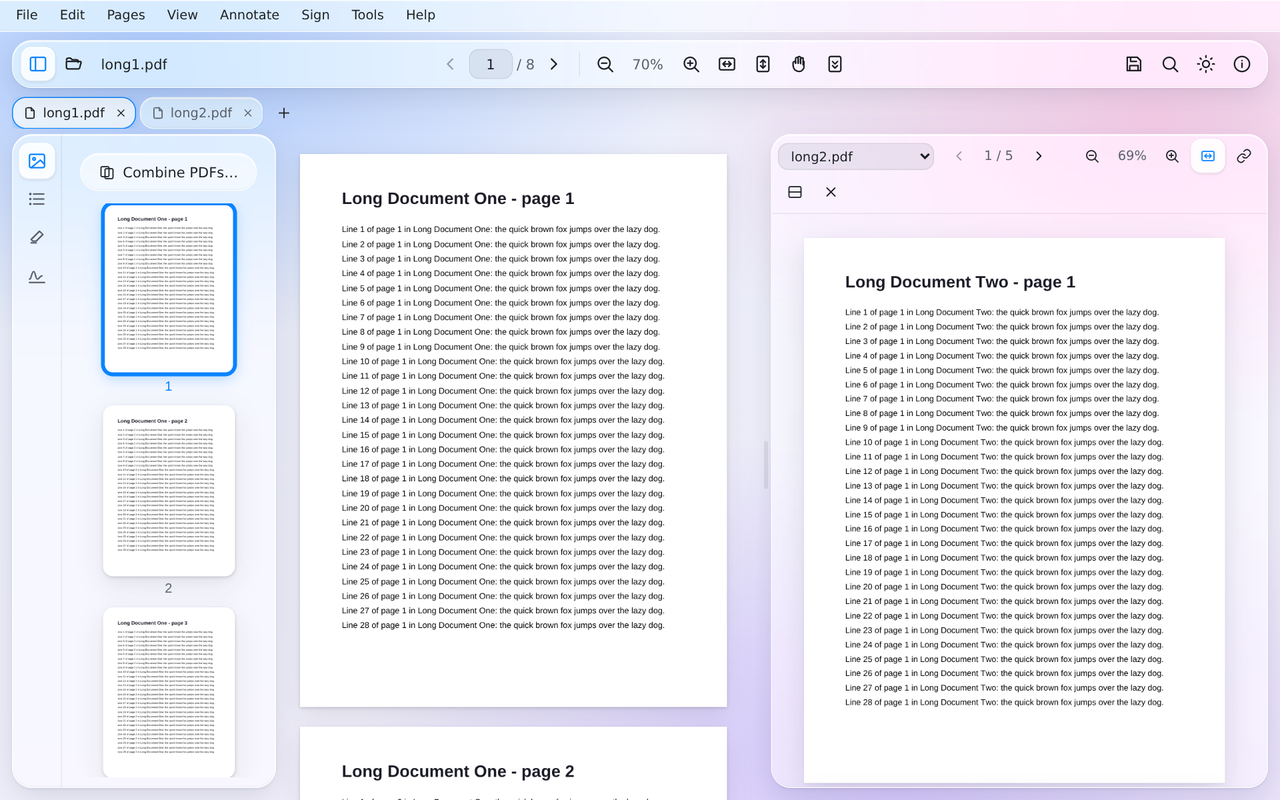 File Edit Pages View Annotate Sign Tools Help
long1.pdf 1 / 8 70%
long1.pdf long2.pdf
Combine PDFs...
Long Document One - page 1
1
Long Document One - page 2
2
Long Document One - page 3
Long Document One - page 1
Line 1 of page 1 in Long Document One: the quick brown fox jumps over the lazy dog.
Line 2 of page 1 in Long Document One: the quick brown fox jumps over the lazy dog.
Line 3 of page 1 in Long Document One: the quick brown fox jumps over the lazy dog.
Line 4 of page 1 in Long Document One: the quick brown fox jumps over the lazy dog.
Line 5 of page 1 in Long Document One: the quick brown fox jumps over the lazy dog.
Line 6 of page 1 in Long Document One: the quick brown fox jumps over the lazy dog.
Line 7 of page 1 in Long Document One: the quick brown fox jumps over the lazy dog.
Line 8 of page 1 in Long Document One: the quick brown fox jumps over the lazy dog.
Line 9 of page 1 in Long Document One: the quick brown fox jumps over the lazy dog.
Line 10 of page 1 in Long Document One: the quick brown fox jumps over the lazy dog.
Line 11 of page 1 in Long Document One: the quick brown fox jumps over the lazy dog.
Line 12 of page 1 in Long Document One: the quick brown fox jumps over the lazy dog.
Line 13 of page 1 in Long Document One: the quick brown fox jumps over the lazy dog.
Line 14 of page 1 in Long Document One: the quick brown fox jumps over the lazy dog.
Line 15 of page 1 in Long Document One: the quick brown fox jumps over the lazy dog.
Line 16 of page 1 in Long Document One: the quick brown fox jumps over the lazy dog.
Line 17 of page 1 in Long Document One: the quick brown fox jumps over the lazy dog.
Line 18 of page 1 in Long Document One: the quick brown fox jumps over the lazy dog.
Line 19 of page 1 in Long Document One: the quick brown fox jumps over the lazy dog.
Line 20 of page 1 in Long Document One: the quick brown fox jumps over the lazy dog.
Line 21 of page 1 in Long Document One: the quick brown fox jumps over the lazy dog.
Line 22 of page 1 in Long Document One: the quick brown fox jumps over the lazy dog.
Line 23 of page 1 in Long Document One: the quick brown fox jumps over the lazy dog.
Line 24 of page 1 in Long Document One: the quick brown fox jumps over the lazy dog.
Line 25 of page 1 in Long Document One: the quick brown fox jumps over the lazy dog.
Line 26 of page 1 in Long Document One: the quick brown fox jumps over the lazy dog.
Line 27 of page 1 in Long Document One: the quick brown fox jumps over the lazy dog.
Line 28 of page 1 in Long Document One: the quick brown fox jumps over the lazy dog.
Long Document One - page 2
long2.pdf 1 / 5 69%
Long Document Two - page 1
Line 1 of page 1 in Long Document Two: the quick brown fox jumps over the lazy dog.
Line 2 of page 1 in Long Document Two: the quick brown fox jumps over the lazy dog.
Line 3 of page 1 in Long Document Two: the quick brown fox jumps over the lazy dog.
Line 4 of page 1 in Long Document Two: the quick brown fox jumps over the lazy dog.
Line 5 of page 1 in Long Document Two: the quick brown fox jumps over the lazy dog.
Line 6 of page 1 in Long Document Two: the quick brown fox jumps over the lazy dog.
Line 7 of page 1 in Long Document Two: the quick brown fox jumps over the lazy dog.
Line 8 of page 1 in Long Document Two: the quick brown fox jumps over the lazy dog.
Line 9 of page 1 in Long Document Two: the quick brown fox jumps over the lazy dog.
Line 10 of page 1 in Long Document Two: the quick brown fox jumps over the lazy dog.
Line 11 of page 1 in Long Document Two: the quick brown fox jumps over the lazy dog.
Line 12 of page 1 in Long Document Two: the quick brown fox jumps over the lazy dog.
Line 13 of page 1 in Long Document Two: the quick brown fox jumps over the lazy dog.
Line 14 of page 1 in Long Document Two: the quick brown fox jumps over the lazy dog.
Line 15 of page 1 in Long Document Two: the quick brown fox jumps over the lazy dog.
Line 16 of page 1 in Long Document Two: the quick brown fox jumps over the lazy dog.
Line 17 of page 1 in Long Document Two: the quick brown fox jumps over the lazy dog.
Line 18 of page 1 in Long Document Two: the quick brown fox jumps over the lazy dog.
Line 19 of page 1 in Long Document Two: the quick brown fox jumps over the lazy dog.
Line 20 of page 1 in Long Document Two: the quick brown fox jumps over the lazy dog.
Line 21 of page 1 in Long Document Two: the quick brown fox jumps over the lazy dog.
Line 22 of page 1 in Long Document Two: the quick brown fox jumps over the lazy dog.
Line 23 of page 1 in Long Document Two: the quick brown fox jumps over the lazy dog.
Line 24 of page 1 in Long Document Two: the quick brown fox jumps over the lazy dog.
Line 25 of page 1 in Long Document Two: the quick brown fox jumps over the lazy dog.
Line 26 of page 1 in Long Document Two: the quick brown fox jumps over the lazy dog.
Line 27 of page 1 in Long Document Two: the quick brown fox jumps over the lazy dog.
Line 28 of page 1 in Long Document Two: the quick brown fox jumps over the lazy dog.